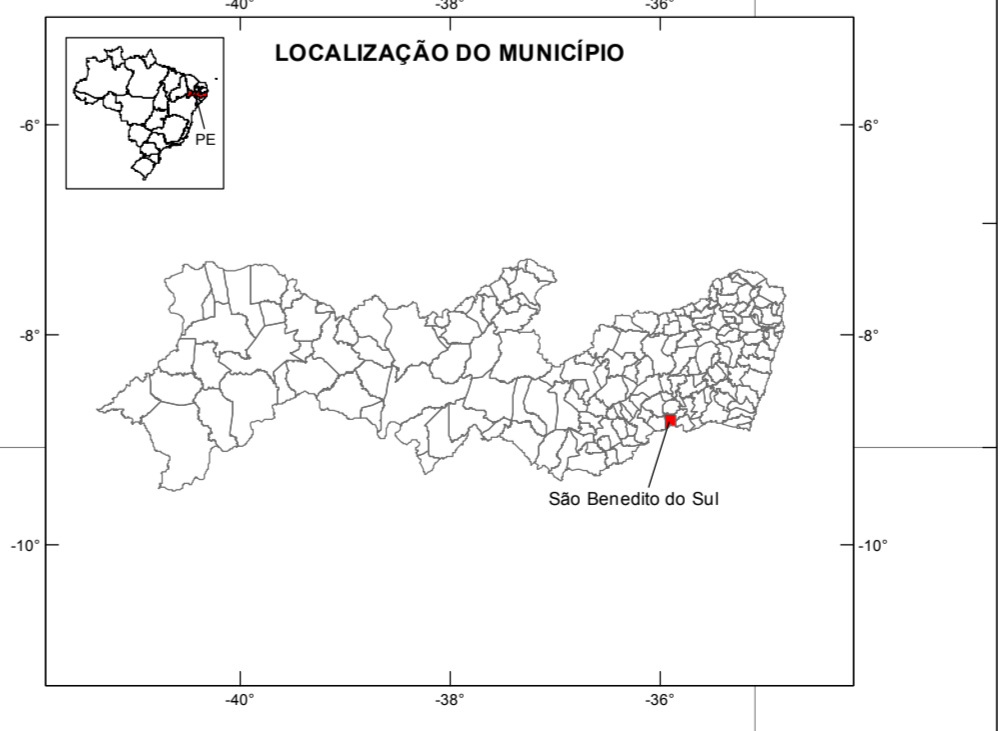 -40° -38° -36°
LOCALIZAÇÃO DO MUNICÍPIO
PE
-6° -6°
-8° -8°
São Benedito do Sul
-10° -10°
-40° -38° -36°